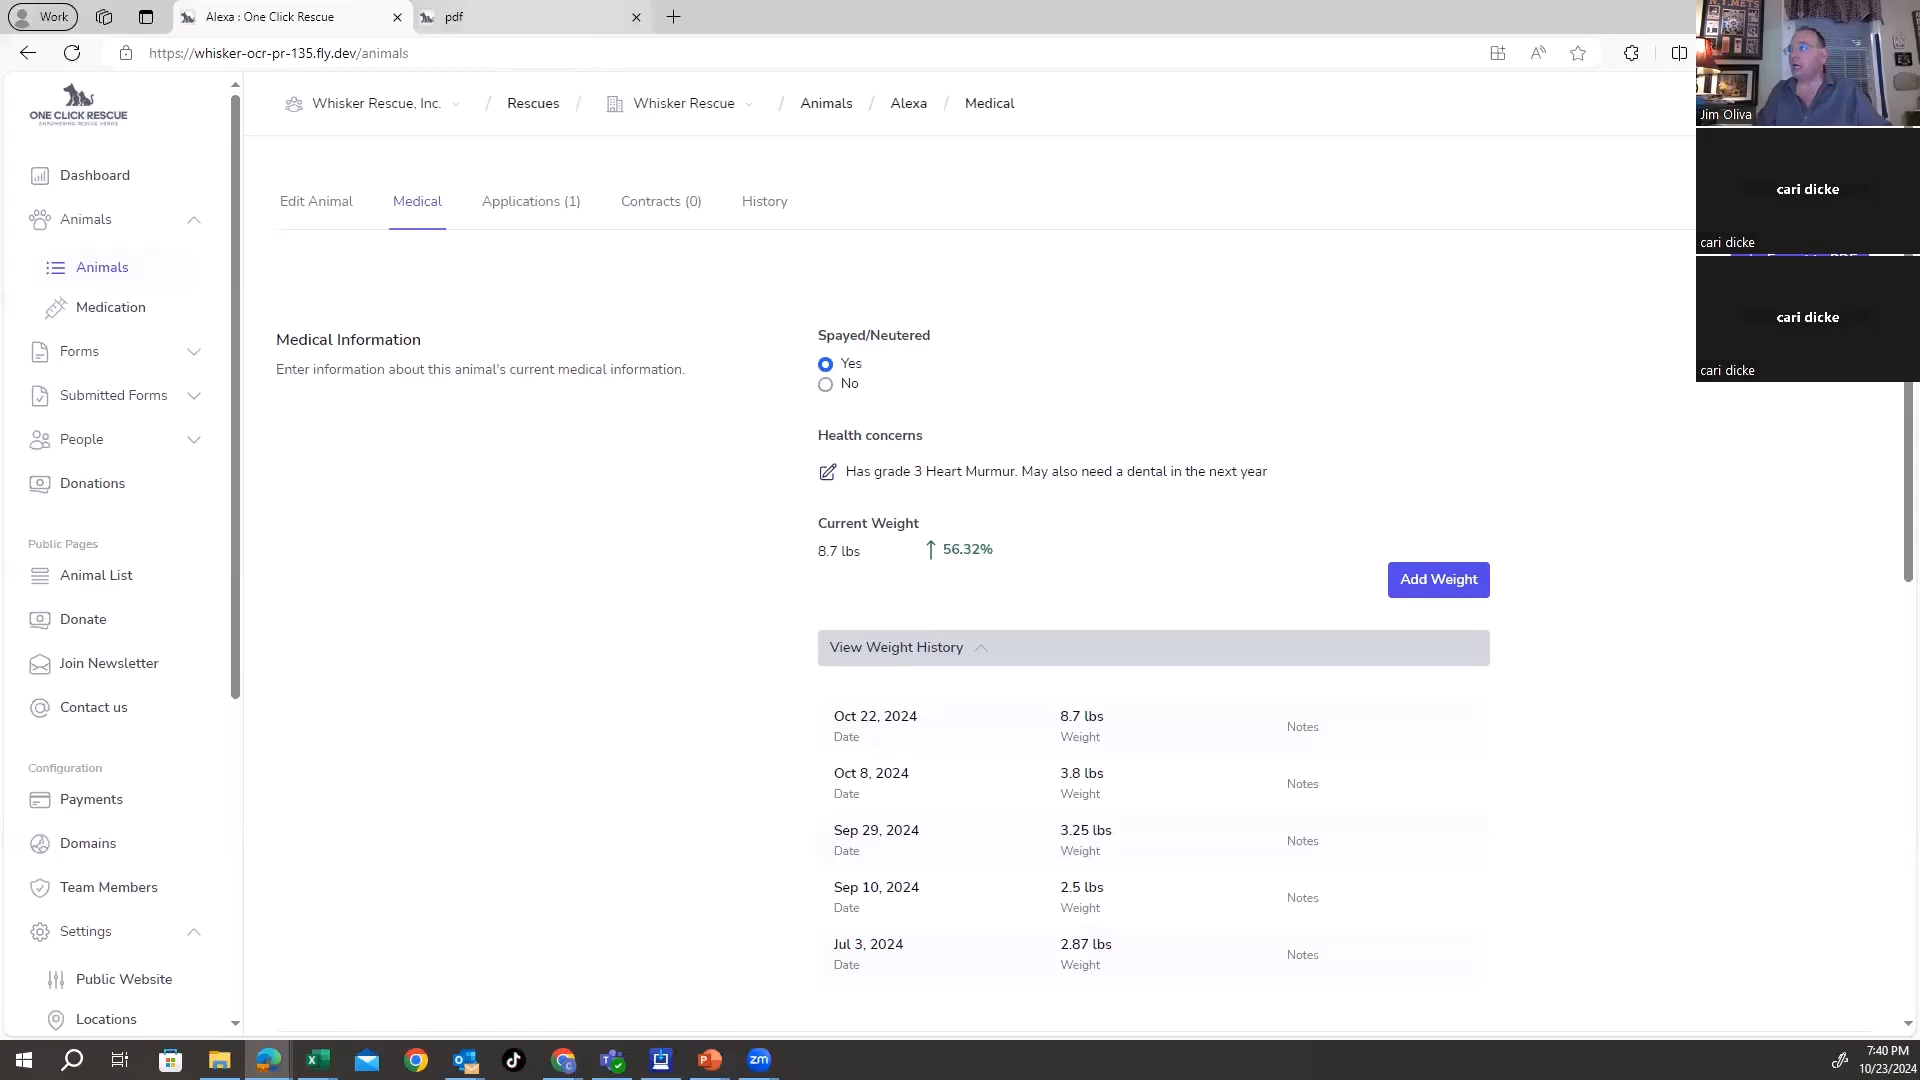 Work
Alexa : One Click Rescue
pdf
https://whisker-ocr-pr-135.fly.dev/animals
N.Y. METS
Jim Oliva
cari dicke
cari dicke
cari dicke
cari dicke
ONE CLICK RESCUE
EMPOWERING RESCUE HEROS
Dashboard
Animals
Animals
Medication
Forms
Submitted Forms
People
Donations
Public Pages
Animal List
Donate
Join Newsletter
Contact us
Configuration
Payments
Domains
Team Members
Settings
Public Website
Locations
Whisker Rescue, Inc. / Rescues / Whisker Rescue / Animals / Alexa / Medical
Edit Animal Medical Applications (1) Contracts (0) History
Medical Information
Enter information about this animal's current medical information.
Spayed/Neutered
Yes
No
Health concerns
Has grade 3 Heart Murmur. May also need a dental in the next year
Current Weight
8.7 lbs 56.32%
Add Weight
View Weight History
Oct 22, 2024 8.7 lbs Notes
Date Weight
Oct 8, 2024 3.8 lbs Notes
Date Weight
Sep 29, 2024 3.25 lbs Notes
Date Weight
Sep 10, 2024 2.5 lbs Notes
Date Weight
Jul 3, 2024 2.87 lbs Notes
Date Weight
zm
7:40 PM
10/23/2024